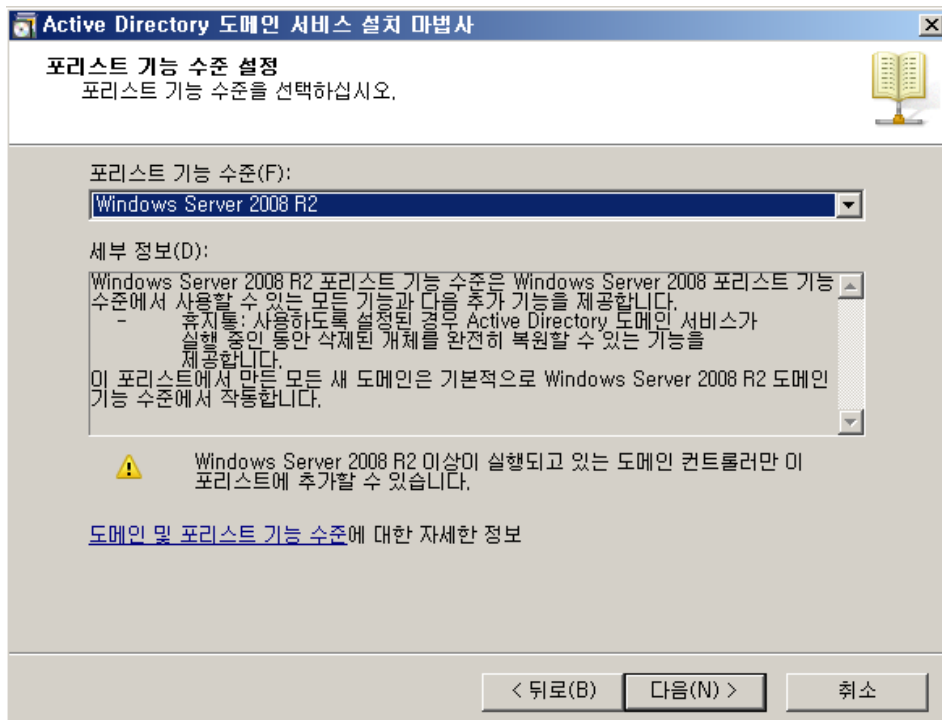 Active Directory 도메인 서비스 설치 마법사
포리스트 기능 수준 설정
포리스트 기능 수준을 선택하십시오.
포리스트 기능 수준(F):
Windows Server 2008 R2
세부 정보(D):
Windows Server 2008 R2 포리스트 기능 수준은 Windows Server 2008 포리스트 기능
수준에서 사용할 수 있는 모든 기능과 다음 추가 기능을 제공합니다.
- 휴지통: 사용하도록 설정된 경우 Active Directory 도메인 서비스가
실행 중인 동안 삭제된 개체를 완전히 복원할 수 있는 기능을
제공합니다.
이 포리스트에서 만든 모든 새 도메인은 기본적으로 Windows Server 2008 R2 도메인
기능 수준에서 작동합니다.
Windows Server 2008 R2 이상이 실행되고 있는 도메인 컨트롤러만 이
포리스트에 추가할 수 있습니다.
도메인 및 포리스트 기능 수준에 대한 자세한 정보
< 뒤로(B) 다음(N) > 취소